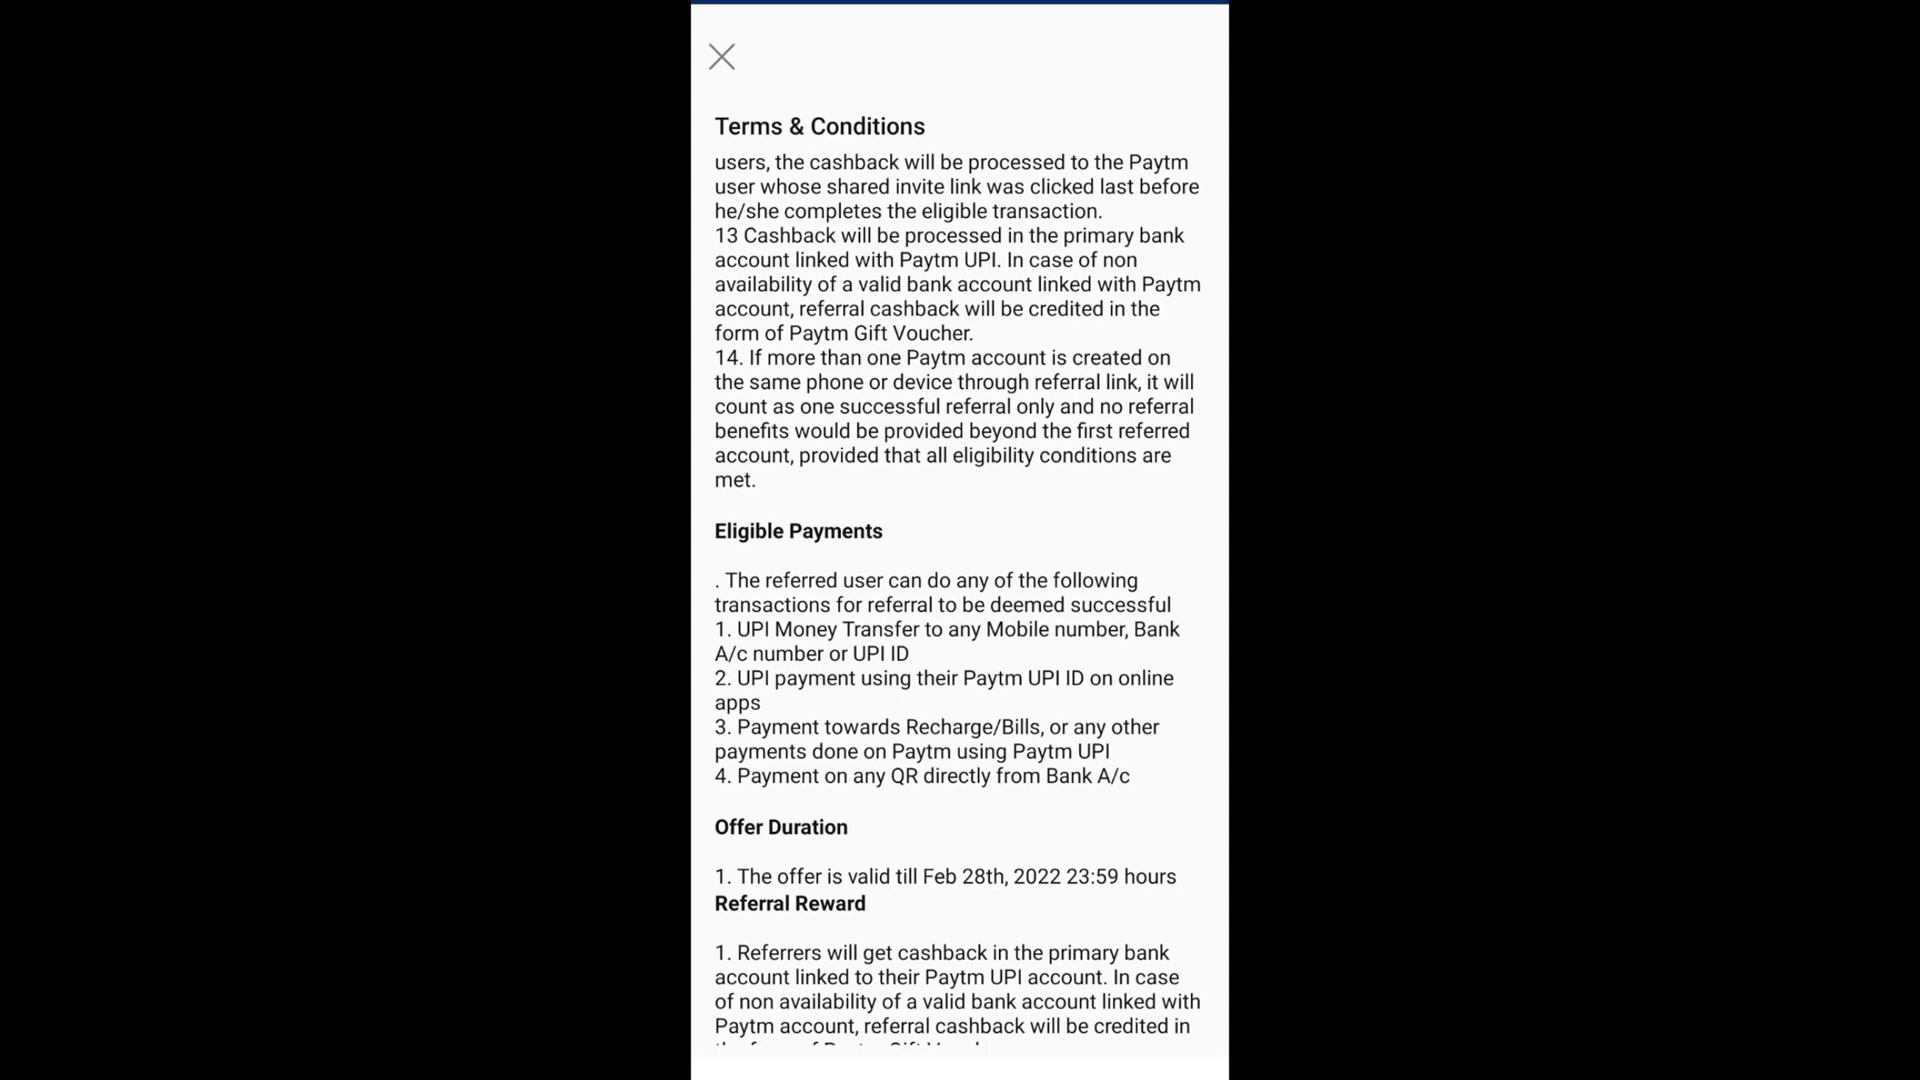 Terms & Conditions
users, the cashback will be processed to the Paytm
user whose shared invite link was clicked last before
he/she completes the eligible transaction.
13 Cashback will be processed in the primary bank
account linked with Paytm UPI. In case of non
availability of a valid bank account linked with Paytm
account, referral cashback will be credited in the
form of Paytm Gift Voucher.
14. If more than one Paytm account is created on
the same phone or device through referral link, it will
count as one successful referral only and no referral
benefits would be provided beyond the first referred
account, provided that all eligibility conditions are
met.
Eligible Payments
. The referred user can do any of the following
transactions for referral to be deemed successful
1. UPI Money Transfer to any Mobile number, Bank
A/c number or UPI ID
2. UPI payment using their Paytm UPI ID on online
apps
3. Payment towards Recharge/Bills, or any other
payments done on Paytm using Paytm UPI
4. Payment on any QR directly from Bank A/c
Offer Duration
1. The offer is valid till Feb 28th, 2022 23:59 hours
Referral Reward
1. Referrers will get cashback in the primary bank
account linked to their Paytm UPI account. In case
of non availability of a valid bank account linked with
Paytm account, referral cashback will be credited in